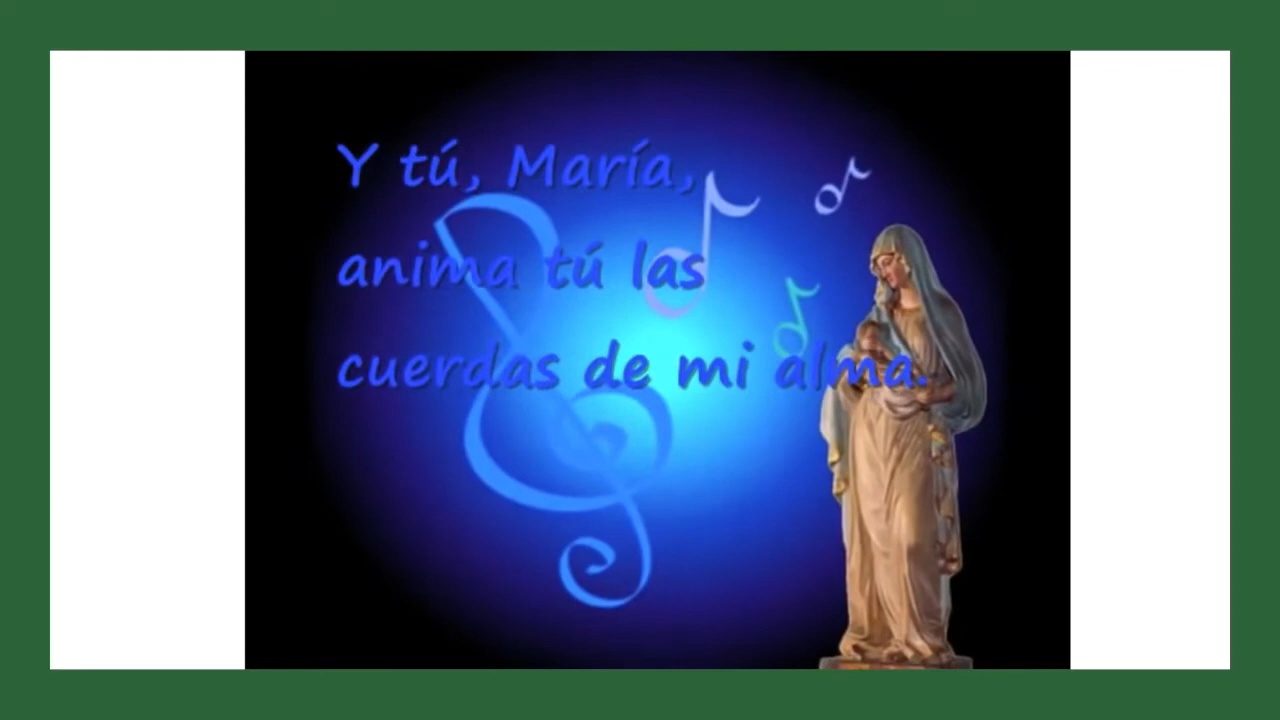 Y tú, María,
anima tú las
cuerdas de mi alma.